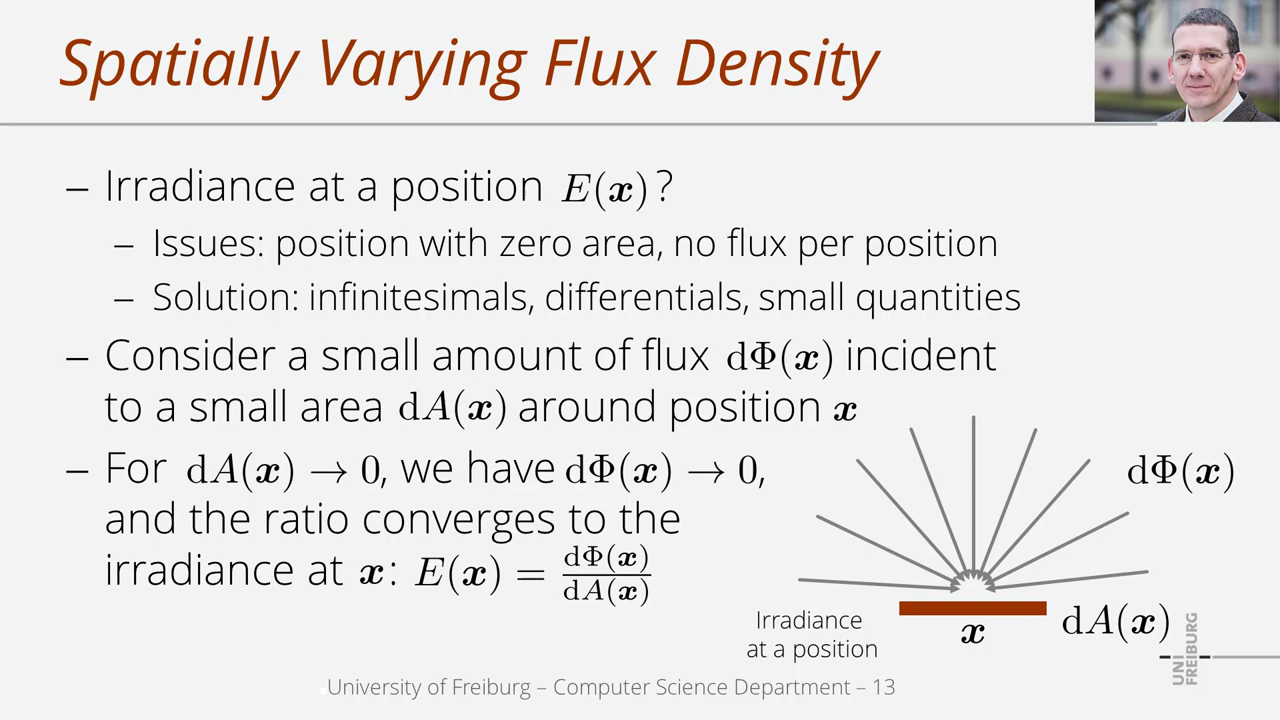 Spatially Varying Flux Density
– Irradiance at a position E(x)?
– Issues: position with zero area, no flux per position
– Solution: infinitesimals, differentials, small quantities
– Consider a small amount of flux dΦ(x) incident
to a small area dA(x) around position x
– For dA(x) → 0, we have dΦ(x) → 0,
and the ratio converges to the
irradiance at x: E(x) = dΦ(x)/dA(x)
dΦ(x)
Irradiance
at a position
x
dA(x)
UNI
FREIBURG
University of Freiburg – Computer Science Department – 13